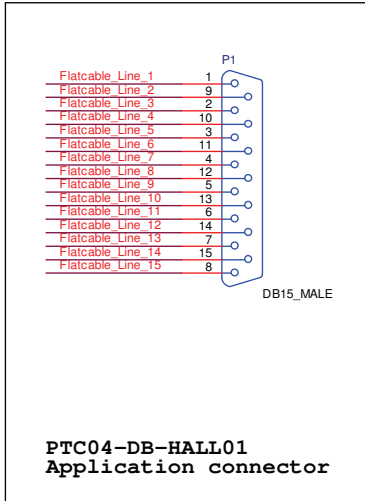 P1
Flatcable_Line_1 1
Flatcable_Line_2 9
Flatcable_Line_3 2
Flatcable_Line_4 10
Flatcable_Line_5 3
Flatcable_Line_6 11
Flatcable_Line_7 4
Flatcable_Line_8 12
Flatcable_Line_9 5
Flatcable_Line_10 13
Flatcable_Line_11 6
Flatcable_Line_12 14
Flatcable_Line_13 7
Flatcable_Line_14 15
Flatcable_Line_15 8
DB15_MALE
PTC04-DB-HALL01
Application connector